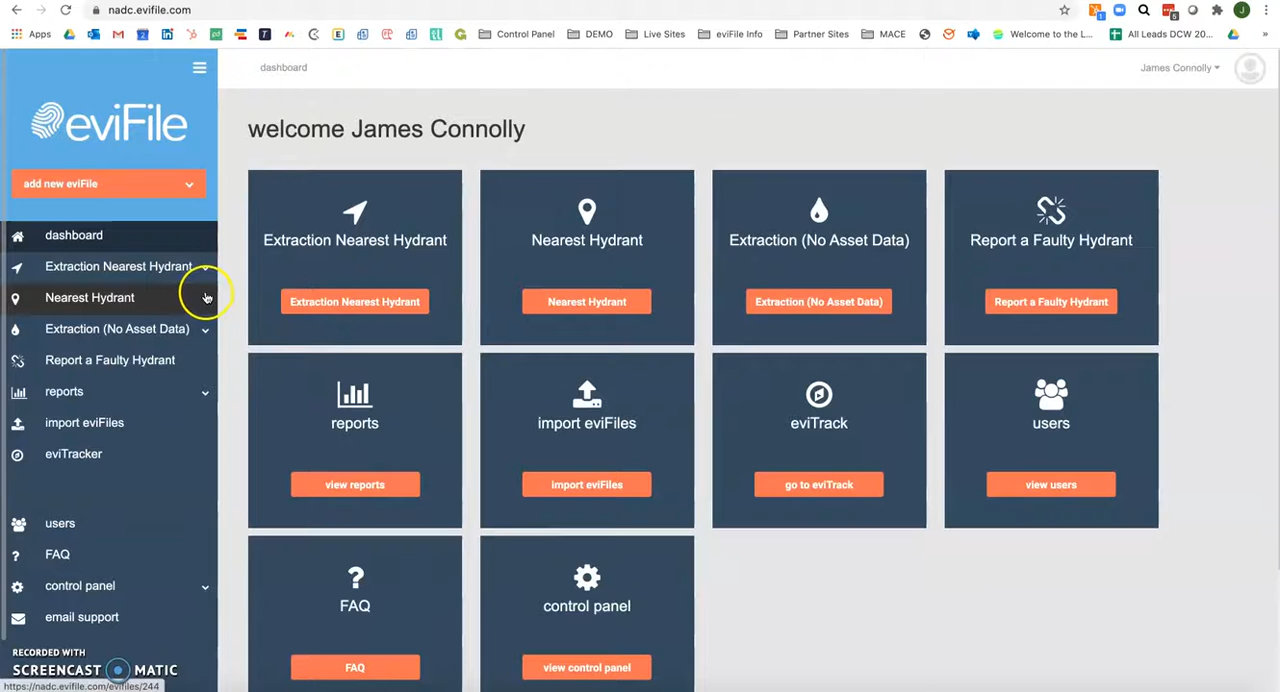 nadc.evifile.com
Apps
Control Panel
DEMO
Live Sites
eviFile Info
Partner Sites
MACE
Welcome to the L...
All Leads DCW 20...
eviFile
add new eviFile
dashboard
Extraction Nearest Hydrant
Nearest Hydrant
Extraction (No Asset Data)
Report a Faulty Hydrant
reports
import eviFiles
eviTracker
users
FAQ
control panel
email support
RECORDED WITH
SCREENCAST MATIC
https://nadc.evifile.com/evifiles/244
dashboard
James Connolly
welcome James Connolly
Extraction Nearest Hydrant
Extraction Nearest Hydrant
Nearest Hydrant
Nearest Hydrant
Extraction (No Asset Data)
Extraction (No Asset Data)
Report a Faulty Hydrant
Report a Faulty Hydrant
reports
view reports
import eviFiles
import eviFiles
eviTrack
go to eviTrack
users
view users
?
FAQ
FAQ
control panel
view control panel